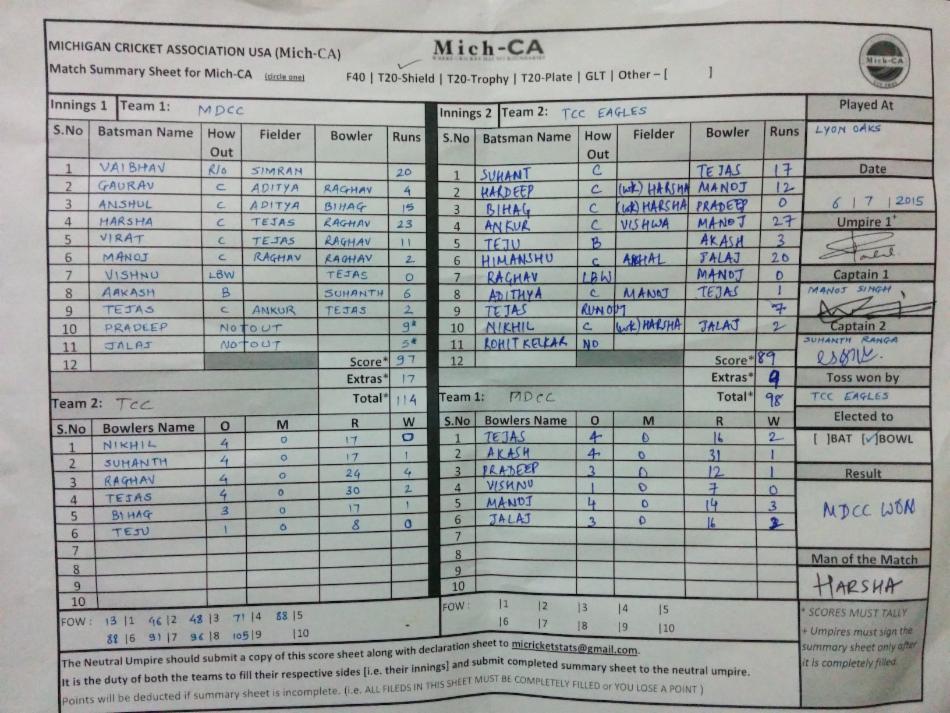 MICHIGAN CRICKET ASSOCIATION USA (Mich-CA)
Mich-CA
Match Summary Sheet for Mich-CA (circle one) F40 | T20-Shield | T20-Trophy | T20-Plate | GLT | Other – [ ]
Mich-CA
Innings 1 Team 1: MDCC
S.No Batsman Name How Out Fielder Bowler Runs
1 VAIBHAV R/o SIMRAN 20
2 GAURAV C ADITYA RAGHAV 4
3 ANSHUL C ADITYA BIHAG 15
4 HARSHA C TEJAS RAGHAV 23
5 VIRAT C TEJAS RAGHAV 11
6 MANOJ C RAGHAV RAGHAV 2
7 VISHNU LBW TEJAS 0
8 AAKASH B SUHANTH 6
9 TEJAS C ANKUR TEJAS 2
10 PRADEEP NOTOUT 9*
11 JALAJ NOTOUT 5*
12
Score* 97
Extras* 17
Total* 114
Team 2: TCC
S.No Bowlers Name O M R W
1 NIKHIL 4 0 17 0
2 SUHANTH 4 0 17 1
3 RAGHAV 4 0 24 4
4 TEJAS 4 0 30 2
5 BIHAG 3 0 17 1
6 TEJU 1 0 8 0
7
8
9
10
FOW : 13 |1 46 |2 48 |3 71 |4 88 |5
88 |6 91 |7 96 |8 105 |9 |10
Innings 2 Team 2: TCC EAGLES
S.No Batsman Name How Out Fielder Bowler Runs
1 SUHANT C TEJAS 17
2 HARDEEP C (wk) HARSHA MANOJ 12
3 BIHAG C (wk) HARSHA PRADEEP 0
4 ANKUR C VISHWA MANOJ 27
5 TEJU B AKASH 3
6 HIMANSHU C JALAJ 20
7 RAGHAV LBW MANOJ 0
8 ADITHYA C MANOJ TEJAS 1
9 TEJAS RUNOUT 7
10 NIKHIL C (wk) HARSHA JALAJ 2
11 ROHIT KELKAR NO
12
Score* 89
Extras* 9
Total* 98
Team 1: MDCC
S.No Bowlers Name O M R W
1 TEJAS 4 0 16 2
2 AKASH 4 0 31 1
3 PRADEEP 3 0 12 1
4 VISHNU 1 0 7 0
5 MANOJ 4 0 14 3
6 JALAJ 3 0 16 2
7
8
9
10
FOW : |1 |2 |3 |4 |5
|6 |7 |8 |9 |10
Played At
LYON OAKS
Date
6 | 7 | 2015
Umpire 1+
Captain 1
MANOJ SINGH
Captain 2
SUHANTH RANGA
Toss won by
TCC EAGLES
Elected to
[ ]BAT [✓]BOWL
Result
MDCC WON
Man of the Match
HARSHA
* SCORES MUST TALLY
+ Umpires must sign the
summary sheet only after
it is completely filled.
The Neutral Umpire should submit a copy of this score sheet along with declaration sheet to micricketstats@gmail.com.
It is the duty of both the teams to fill their respective sides [i.e. their innings] and submit completed summary sheet to the neutral umpire.
Points will be deducted if summary sheet is incomplete. (i.e. ALL FILEDS IN THIS SHEET MUST BE COMPLETELY FILLED or YOU LOSE A POINT )